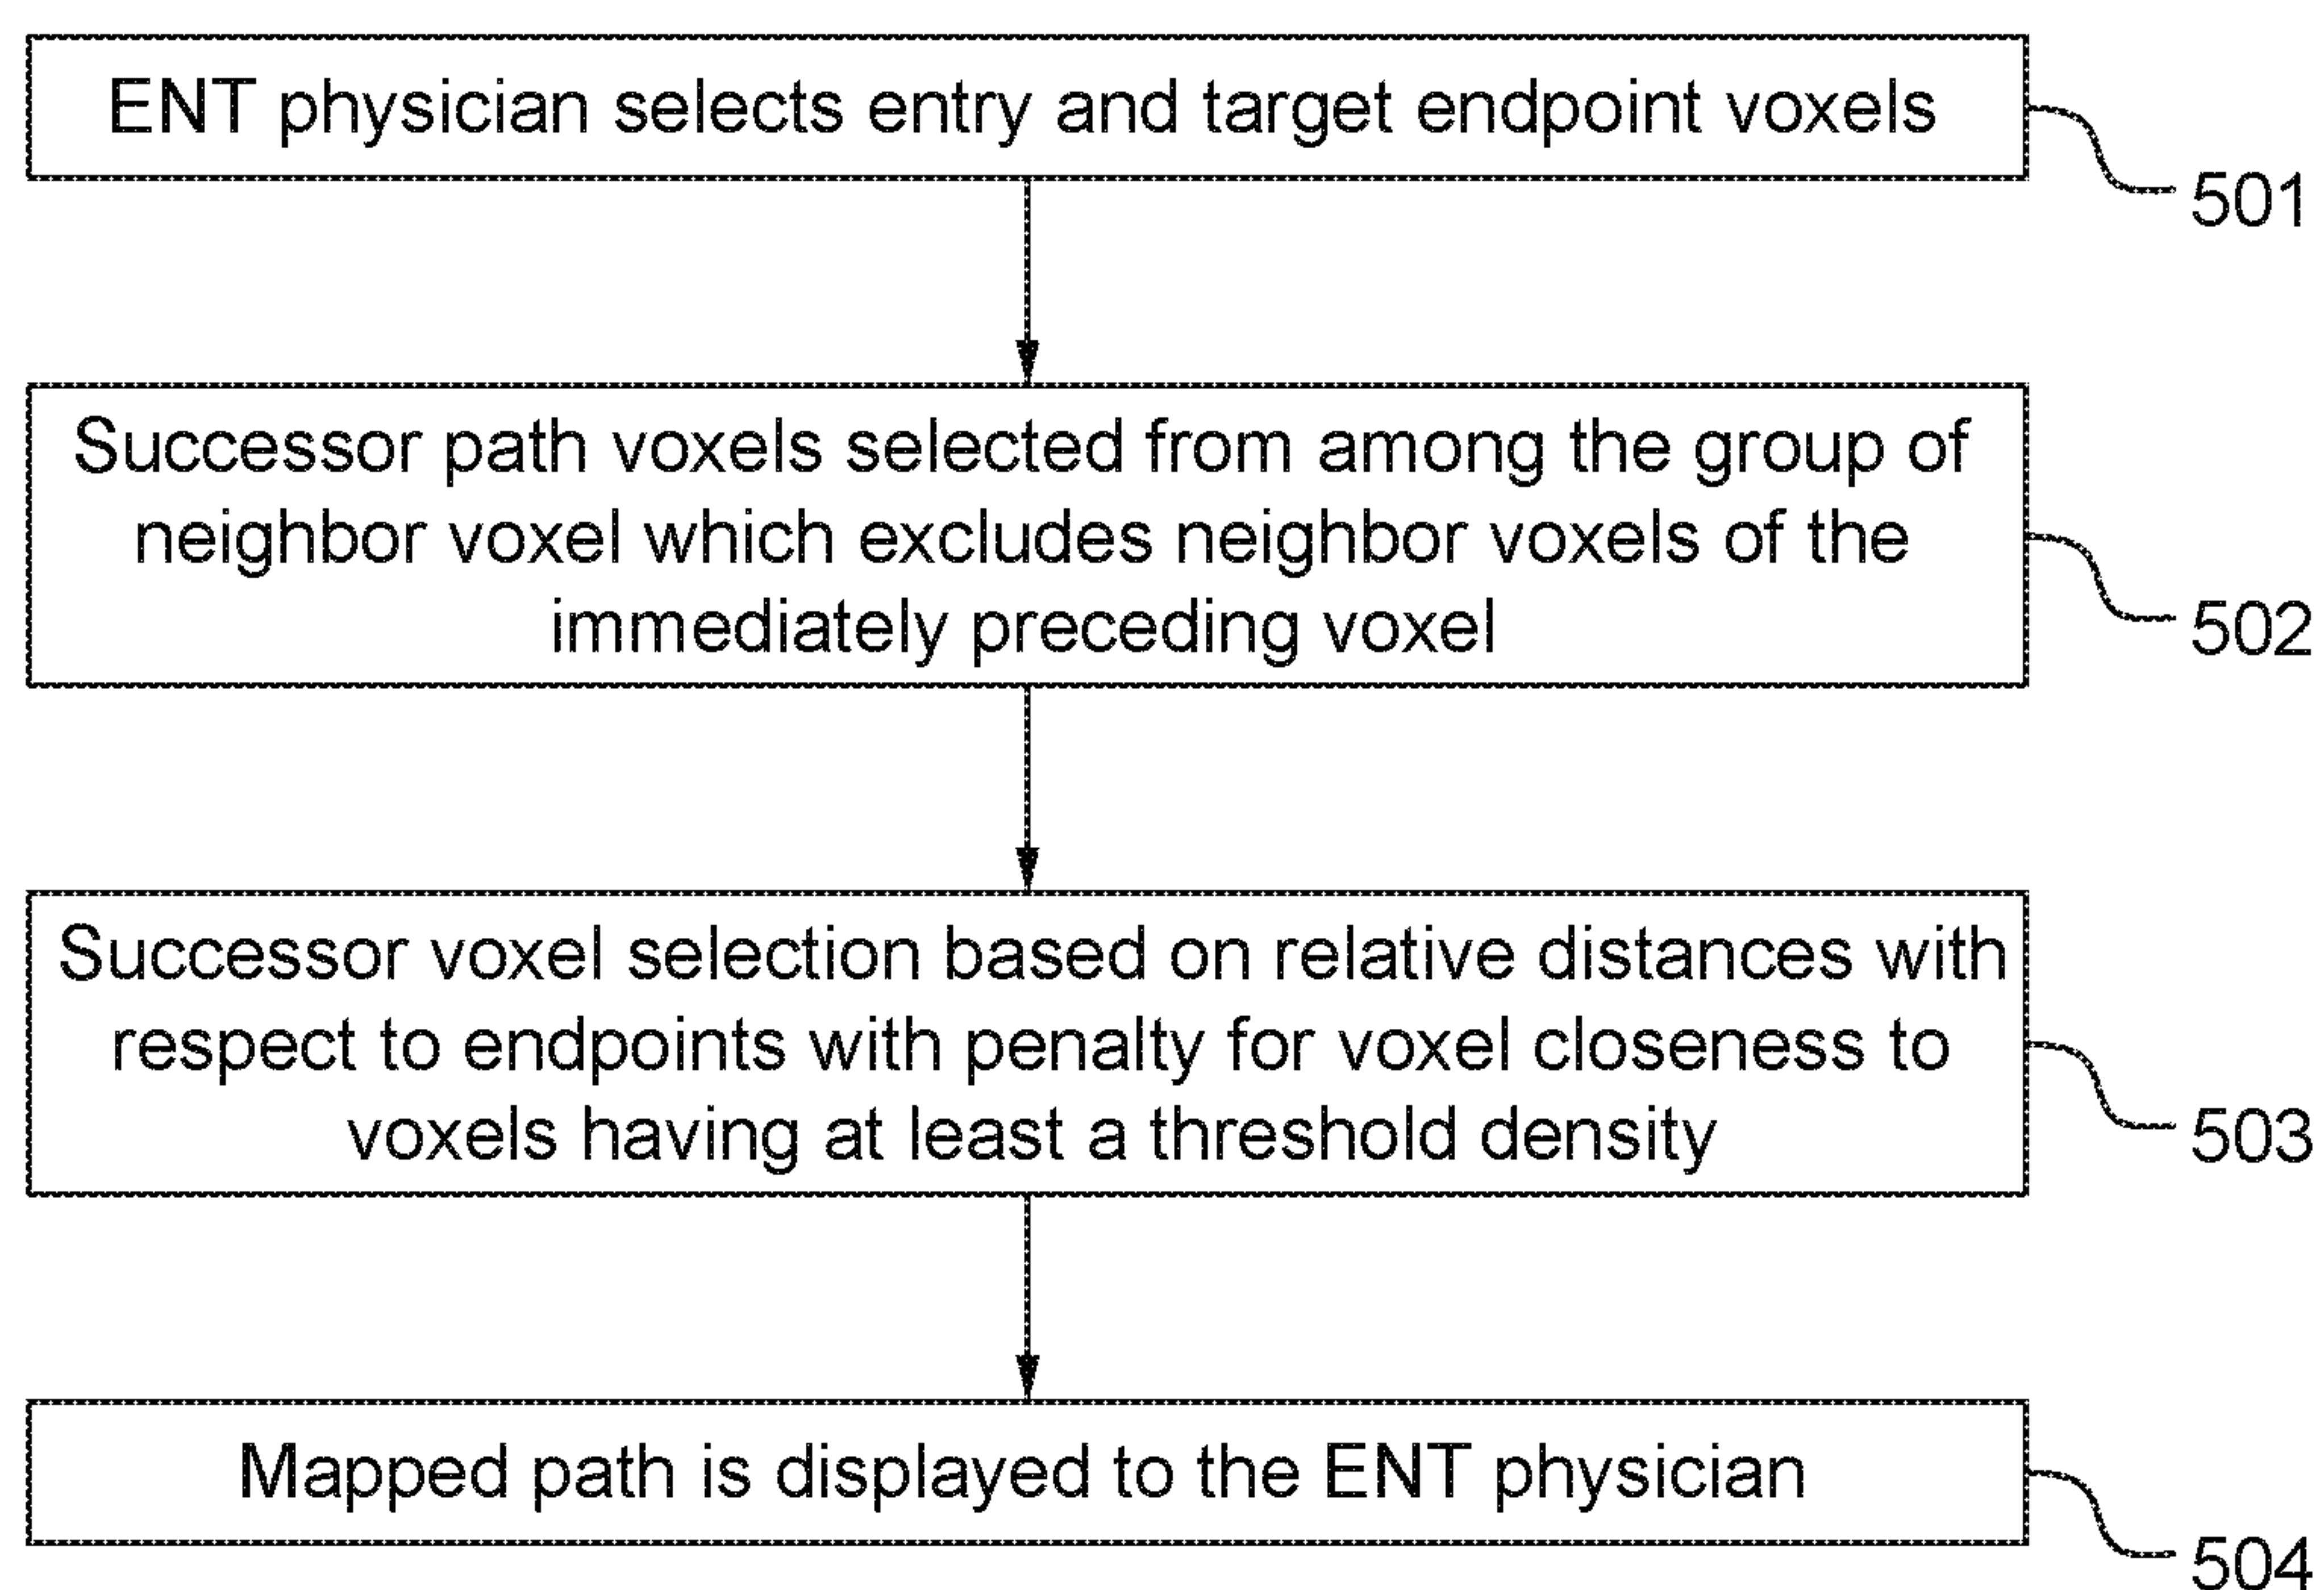 ENT physician selects entry and target endpoint voxels
501
Successor path voxels selected from among the group of
neighbor voxel which excludes neighbor voxels of the
immediately preceding voxel
502
Successor voxel selection based on relative distances with
respect to endpoints with penalty for voxel closeness to
voxels having at least a threshold density
503
Mapped path is displayed to the ENT physician
504